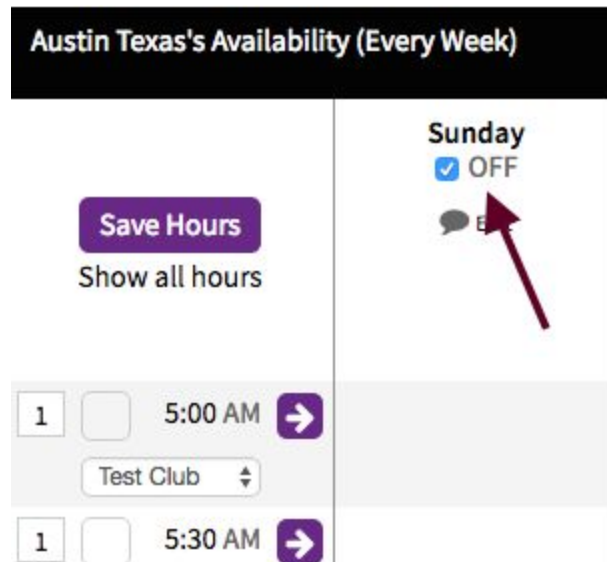 Austin Texas's Availability (Every Week)
Sunday
OFF
Save Hours
Show all hours
1 5:00 AM
Test Club
1 5:30 AM